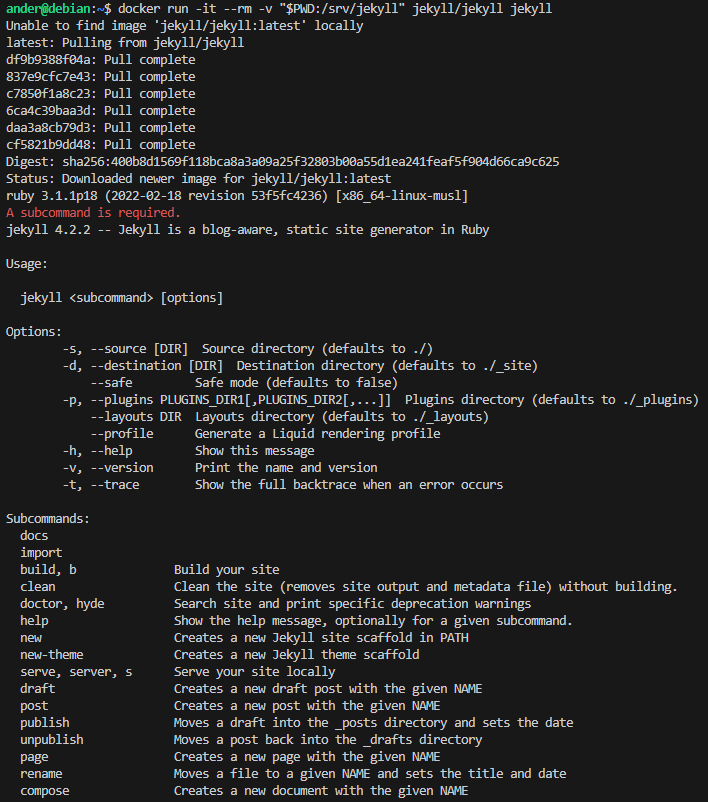 ander@debian:~$ docker run -it --rm -v "$PWD:/srv/jekyll" jekyll/jekyll jekyll
Unable to find image 'jekyll/jekyll:latest' locally
latest: Pulling from jekyll/jekyll
df9b9388f04a: Pull complete
837e9cfc7e43: Pull complete
c7850f1a8c23: Pull complete
6ca4c39baa3d: Pull complete
daa3a8cb79d3: Pull complete
cf5821b9dd48: Pull complete
Digest: sha256:400b8d1569f118bca8a3a09a25f32803b00a55d1ea241feaf5f904d66ca9c625
Status: Downloaded newer image for jekyll/jekyll:latest
ruby 3.1.1p18 (2022-02-18 revision 53f5fc4236) [x86_64-linux-musl]
A subcommand is required.
jekyll 4.2.2 -- Jekyll is a blog-aware, static site generator in Ruby

Usage:

  jekyll <subcommand> [options]

Options:
        -s, --source [DIR]  Source directory (defaults to ./)
        -d, --destination [DIR]  Destination directory (defaults to ./_site)
            --safe         Safe mode (defaults to false)
        -p, --plugins PLUGINS_DIR1[,PLUGINS_DIR2[,...]]  Plugins directory (defaults to ./_plugins)
            --layouts DIR  Layouts directory (defaults to ./_layouts)
            --profile      Generate a Liquid rendering profile
        -h, --help         Show this message
        -v, --version      Print the name and version
        -t, --trace        Show the full backtrace when an error occurs

Subcommands:
  docs
  import
  build, b              Build your site
  clean                 Clean the site (removes site output and metadata file) without building.
  doctor, hyde          Search site and print specific deprecation warnings
  help                  Show the help message, optionally for a given subcommand.
  new                   Creates a new Jekyll site scaffold in PATH
  new-theme             Creates a new Jekyll theme scaffold
  serve, server, s      Serve your site locally
  draft                 Creates a new draft post with the given NAME
  post                  Creates a new post with the given NAME
  publish               Moves a draft into the _posts directory and sets the date
  unpublish             Moves a post back into the _drafts directory
  page                  Creates a new page with the given NAME
  rename                Moves a file to a given NAME and sets the title and date
  compose               Creates a new document with the given NAME